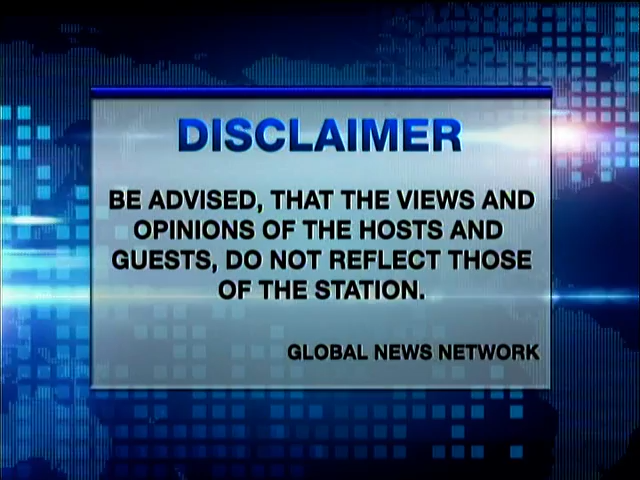 DISCLAIMER
BE ADVISED, THAT THE VIEWS AND
OPINIONS OF THE HOSTS AND
GUESTS, DO NOT REFLECT THOSE
OF THE STATION.
GLOBAL NEWS NETWORK